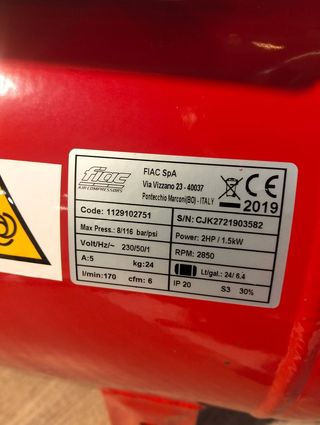 fiac
AIR COMPRESSORS
FIAC SpA
Via Vizzano 23 - 40037
Pontecchio Marconi(BO) - ITALY
CE
2019
Code: 1129102751
S/N: CJK2721903582
Max Press.: 8/116 bar/psi
Power: 2HP / 1.5kW
Volt/Hz/~ 230/50/1
RPM: 2850
A:5 kg:24
Lt/gal.: 24/ 6.4
l/min:170 cfm: 6
IP 20 S3 30%